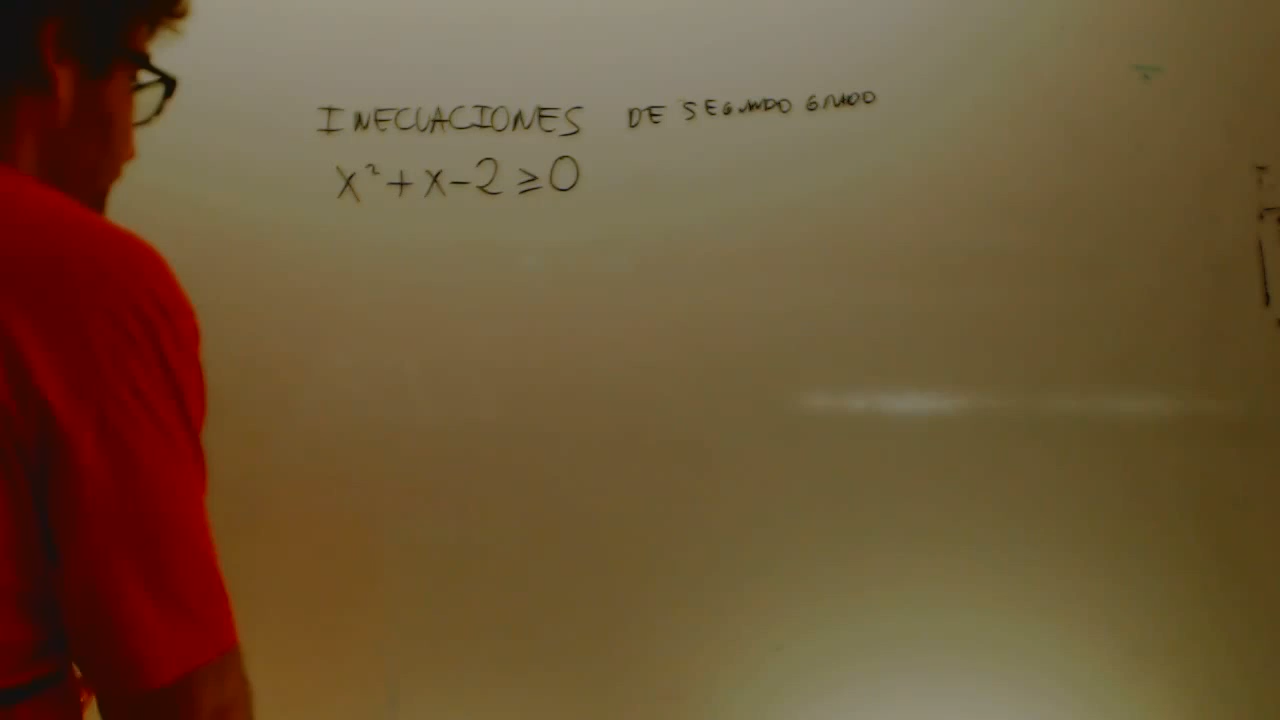 INECUACIONES DE SEGUNDO GRADO
x² + x - 2 ≥ 0